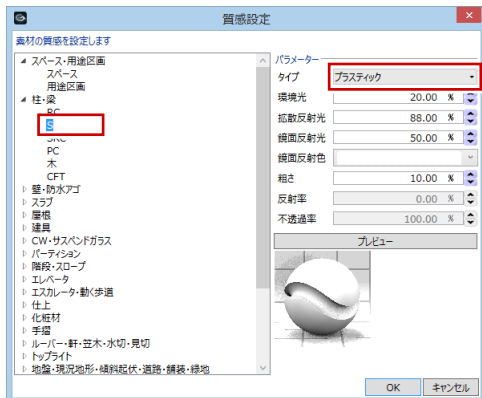 質感設定
素材の質感を設定します
スペース・用途区画
スペース
用途区画
柱・梁
RC
S
SRC
PC
木
CFT
壁・防水アゴ
スラブ
屋根
建具
CW・サスペンドガラス
パーティション
階段・スロープ
エレベータ
エスカレータ・動く歩道
仕上
化粧材
手摺
ルーバー・軒・笠木・水切・見切
トップライト
地盤・現況地形・傾斜起伏・道路・舗装・緑地
パラメーター
タイプ プラスティック
環境光 20.00 %
拡散反射光 88.00 %
鏡面反射光 50.00 %
鏡面反射色
粗さ 10.00 %
反射率 0.00 %
不透過率 100.00 %
プレビュー
OK キャンセル